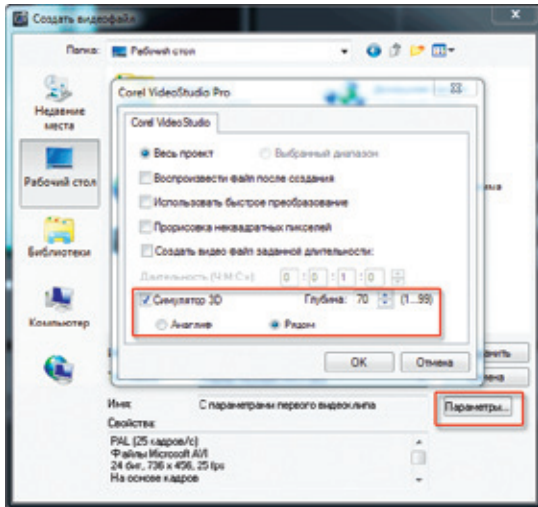 Создать видеофайл
Папка: Рабочий стол
Corel VideoStudio Pro
Corel VideoStudio
Недавние места
Рабочий стол
Библиотеки
Компьютер
Весь проект Выбранный диапазон
Воспроизвести файл после создания
Использовать быстрое преобразование
Прорисовка неквадратных пикселей
Создать видео файл заданной длительности:
Длительность (Ч:М:С:к) 0 : 0 : 1 : 0
Симулятор 3D Глубина: 70 (1...99)
Анаглиф Рядом
OK Отмена
Имя: С параметрами первого видеоклипа
Параметры...
Свойства:
PAL (25 кадров/с)
Файлы Microsoft AVI
24 бит, 736 x 456, 25 fps
На основе кадров